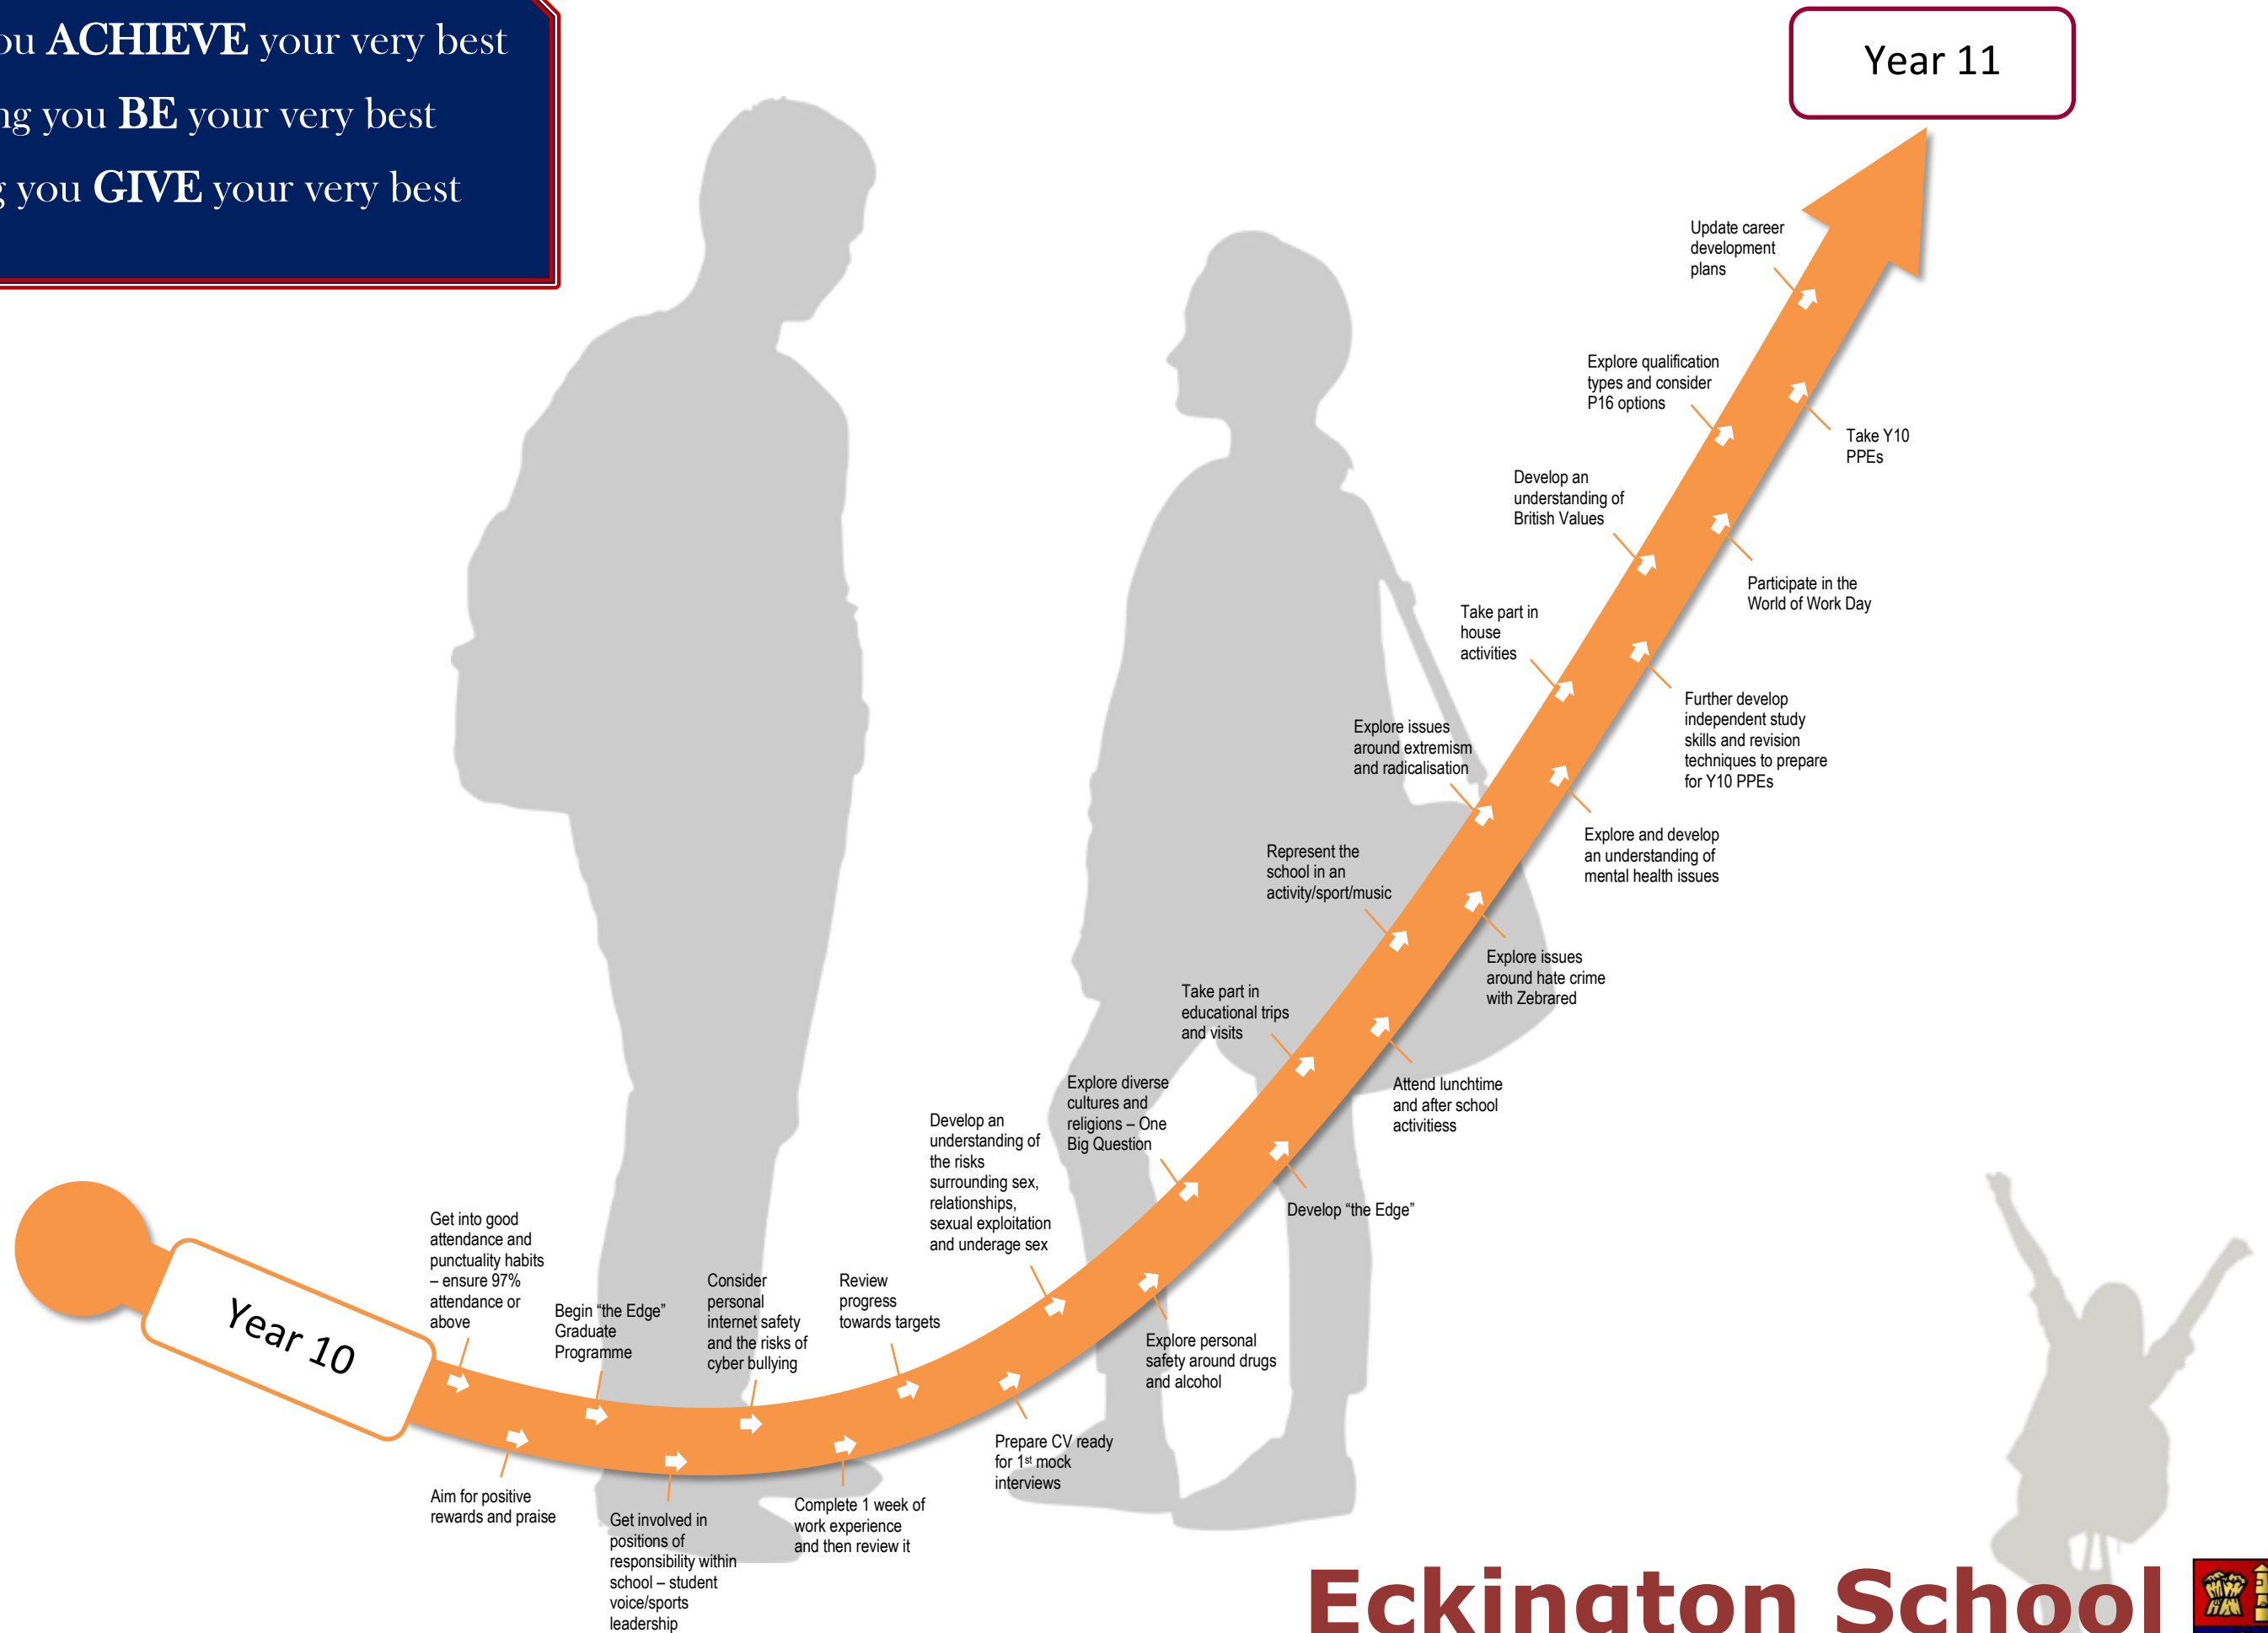 ou ACHIEVE your very best
ng you BE your very best
g you GIVE your very best
Year 11
Update career
development
plans
Explore qualification
types and consider
P16 options
Take Y10
PPEs
Develop an
understanding of
British Values
Participate in the
World of Work Day
Take part in
house
activities
Further develop
independent study
skills and revision
techniques to prepare
for Y10 PPEs
Explore issues
around extremism
and radicalisation
Explore and develop
an understanding of
mental health issues
Represent the
school in an
activity/sport/music
Explore issues
around hate crime
with Zebrared
Take part in
educational trips
and visits
Attend lunchtime
and after school
activitiess
Explore diverse
cultures and
religions – One
Big Question
Develop “the Edge”
Develop an
understanding of
the risks
surrounding sex,
relationships,
sexual exploitation
and underage sex
Explore personal
safety around drugs
and alcohol
Review
progress
towards targets
Prepare CV ready
for 1st mock
interviews
Consider
personal
internet safety
and the risks of
cyber bullying
Complete 1 week of
work experience
and then review it
Begin “the Edge”
Graduate
Programme
Get involved in
positions of
responsibility within
school – student
voice/sports
leadership
Get into good
attendance and
punctuality habits
– ensure 97%
attendance or
above
Aim for positive
rewards and praise
Year 10
Eckington School